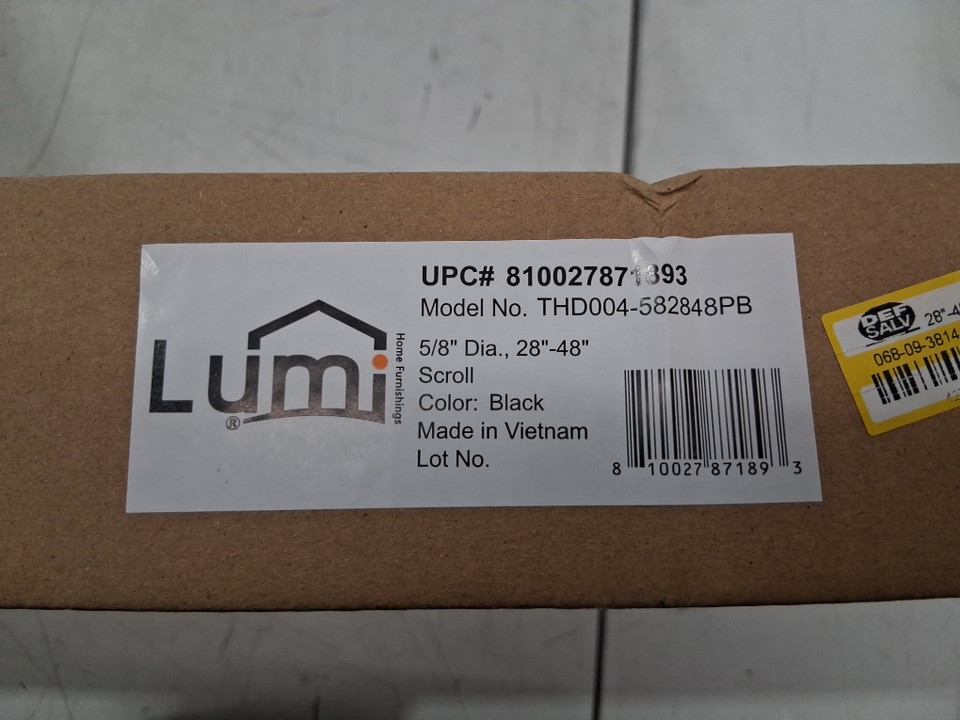 UPC# 810027871893
Model No. THD004-582848PB
Lumi
®
Home Furnishings
5/8" Dia., 28"-48"
Scroll
Color: Black
Made in Vietnam
Lot No.
8 10027 87189 3
DEF
SALV
28"-4
068-09-3814